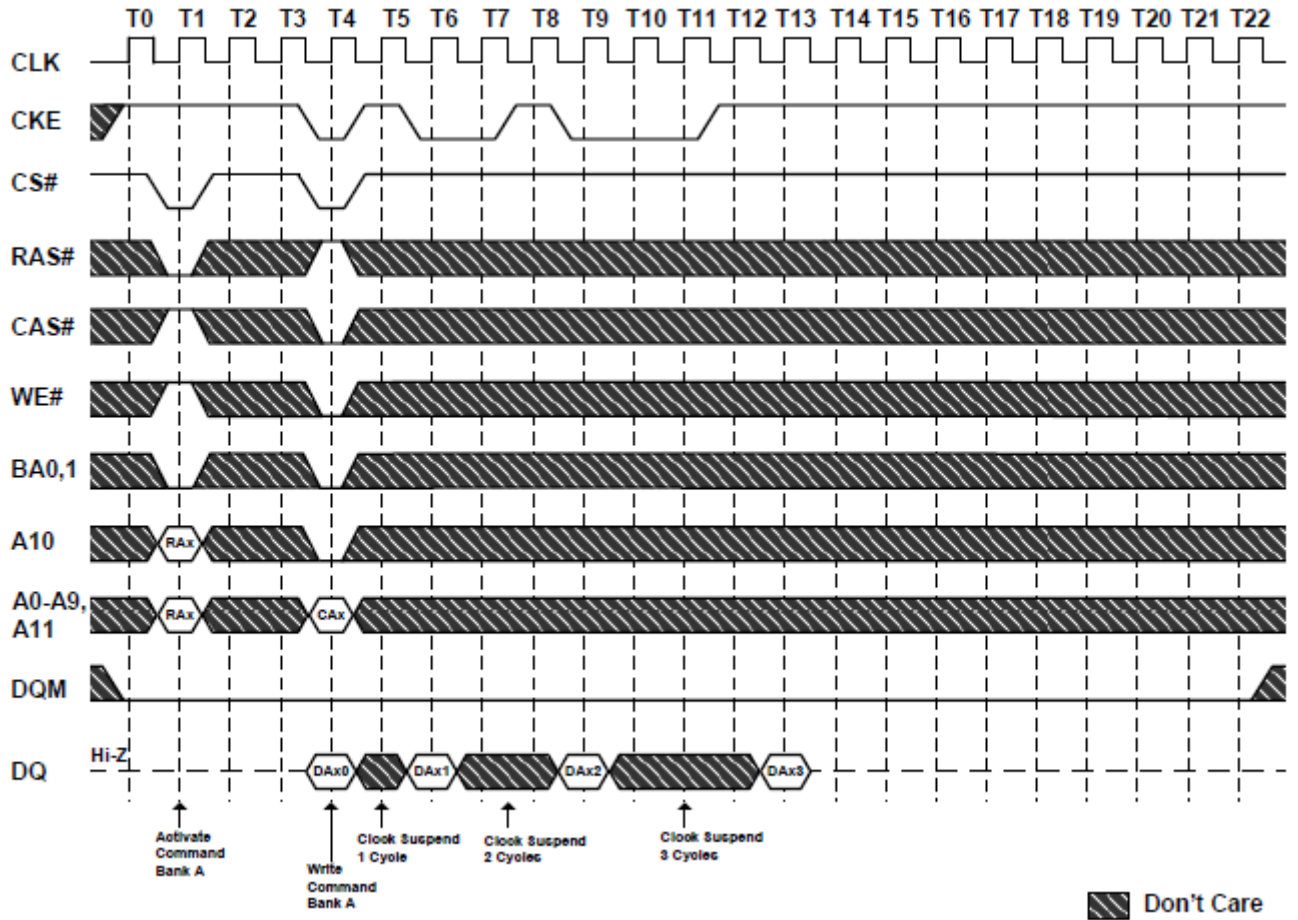 T0 T1 T2 T3 T4 T5 T6 T7 T8 T9 T10 T11 T12 T13 T14 T15 T16 T17 T18 T19 T20 T21 T22
CLK
CKE
CS#
RAS#
CAS#
WE#
BA0,1
A10 RAx
A0-A9,
A11 RAx CAx
DQM
Hi-Z
DQ DAx0 DAx1 DAx2 DAx3
Activate
Command
Bank A
Write
Command
Bank A
Clook Suspend
1 Cycle
Clook Suspend
2 Cycles
Clook Suspend
3 Cycles
Don't Care